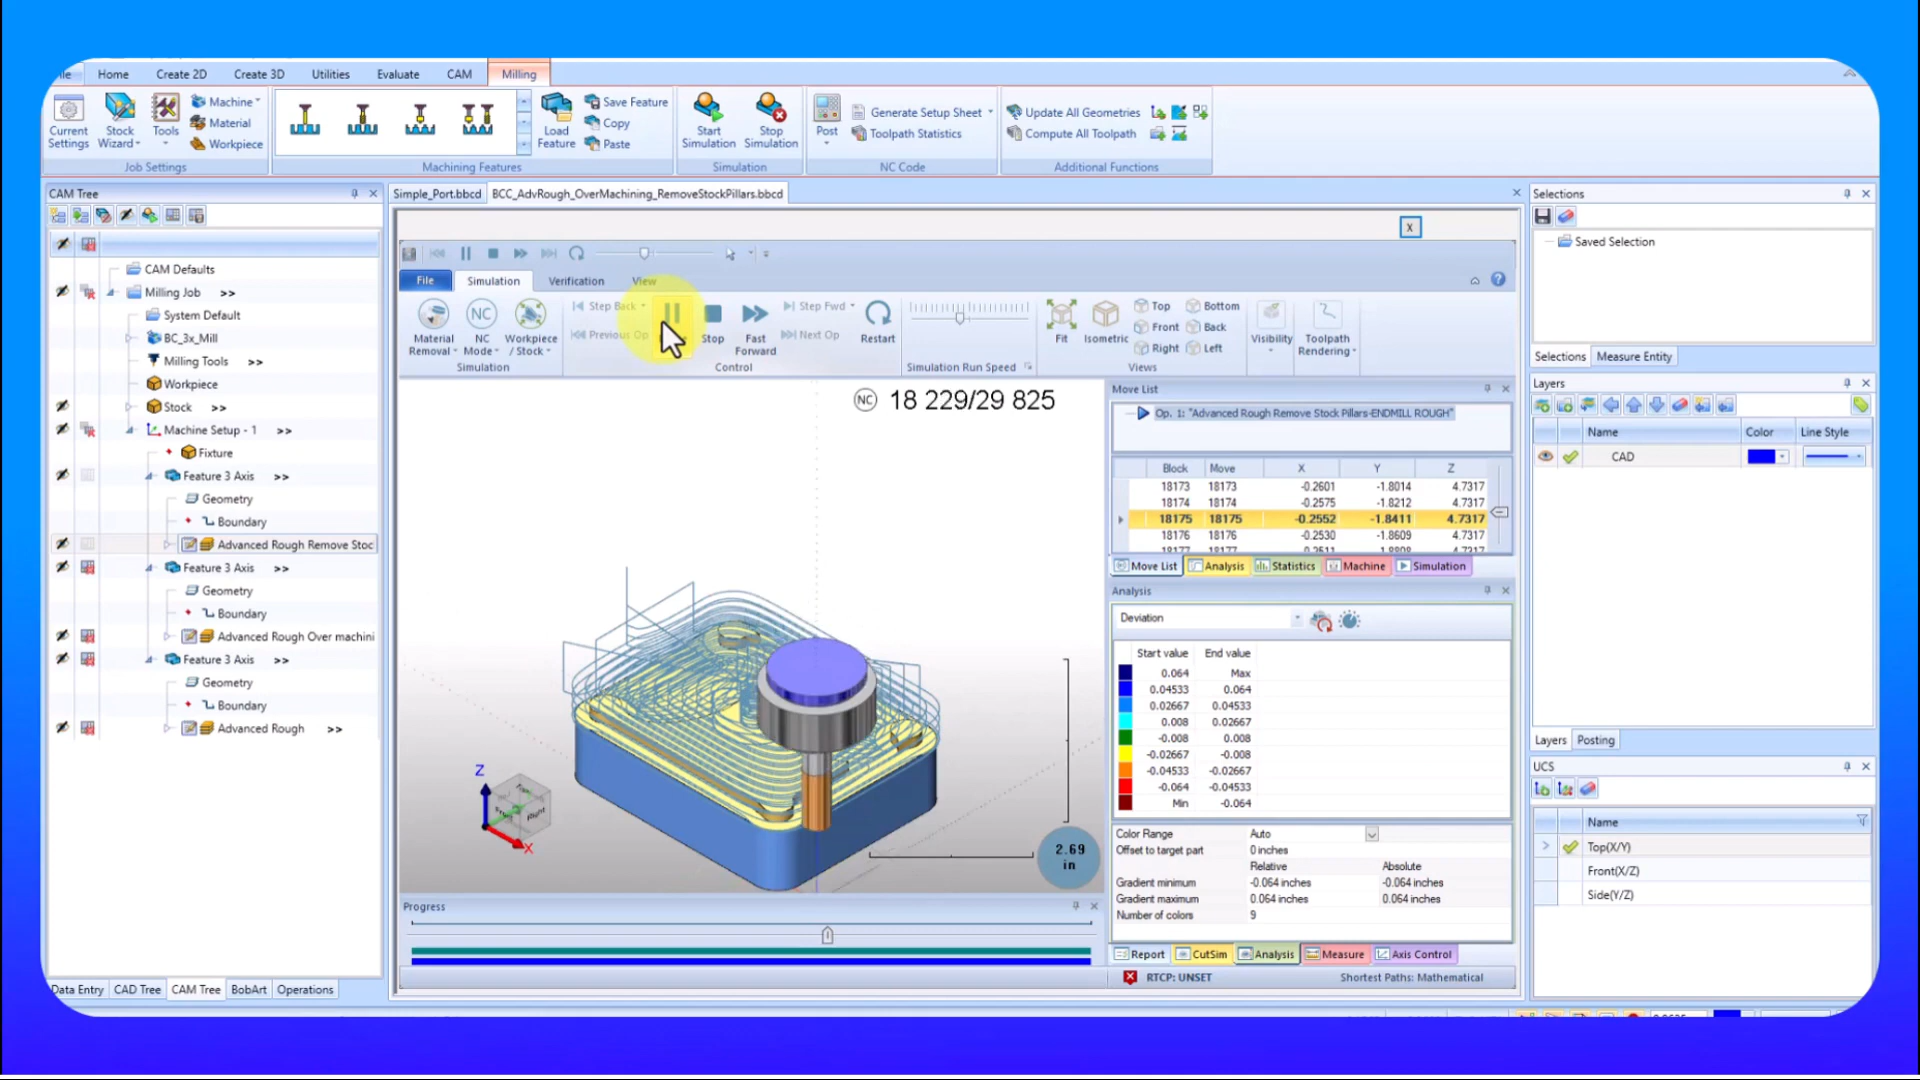 Home Create 2D Create 3D Utilities Evaluate CAM Milling
Current Settings
Stock Wizard
Tools
Machine
Material
Workpiece
Load Feature
Save Feature
Copy
Paste
Start Simulation
Stop Simulation
Post
Generate Setup Sheet
Toolpath Statistics
Update All Geometries
Compute All Toolpath
Job Settings Machining Features Simulation NC Code Additional Functions
CAM Tree
CAM Defaults
Milling Job >>
System Default
BC_3x_Mill
Milling Tools >>
Workpiece
Stock >>
Machine Setup - 1 >>
Fixture
Feature 3 Axis >>
Geometry
Boundary
Advanced Rough Remove Stoc
Feature 3 Axis >>
Geometry
Boundary
Advanced Rough Over machini
Feature 3 Axis >>
Geometry
Boundary
Advanced Rough >>
Data Entry CAD Tree CAM Tree BobArt Operations
Simple_Port.bbcd BCC_AdvRough_OverMachining_RemoveStockPillars.bbcd
X
File Simulation Verification View
Material Removal
NC Mode
Workpiece / Stock
Step Back
Previous Op
Stop
Fast Forward
Step Fwd
Next Op
Restart
Fit
Isometric
Top Bottom
Front Back
Right Left
Visibility
Toolpath Rendering
Simulation Control Simulation Run Speed Views
NC 18 229/29 825
Z
X
Right
2.69
in
Progress
Move List
Op. 1: "Advanced Rough Remove Stock Pillars-ENDMILL ROUGH"
Block Move X Y Z
18173 18173 -0.2601 -1.8014 4.7317
18174 18174 -0.2575 -1.8212 4.7317
18175 18175 -0.2552 -1.8411 4.7317
18176 18176 -0.2530 -1.8609 4.7317
18177 18177 -0.2511 -1.8808 4.7317
Move List Analysis Statistics Machine Simulation
Analysis
Deviation
Start value End value
0.064 Max
0.04533 0.064
0.02667 0.04533
0.008 0.02667
-0.008 0.008
-0.02667 -0.008
-0.04533 -0.02667
-0.064 -0.04533
Min -0.064
Color Range Auto
Offset to target part 0 inches
Relative Absolute
Gradient minimum -0.064 inches -0.064 inches
Gradient maximum 0.064 inches 0.064 inches
Number of colors 9
Report CutSim Analysis Measure Axis Control
RTCP: UNSET Shortest Paths: Mathematical
Selections
Saved Selection
Selections Measure Entity
Layers
Name Color Line Style
CAD
Layers Posting
UCS
Name
Top(X/Y)
Front(X/Z)
Side(Y/Z)